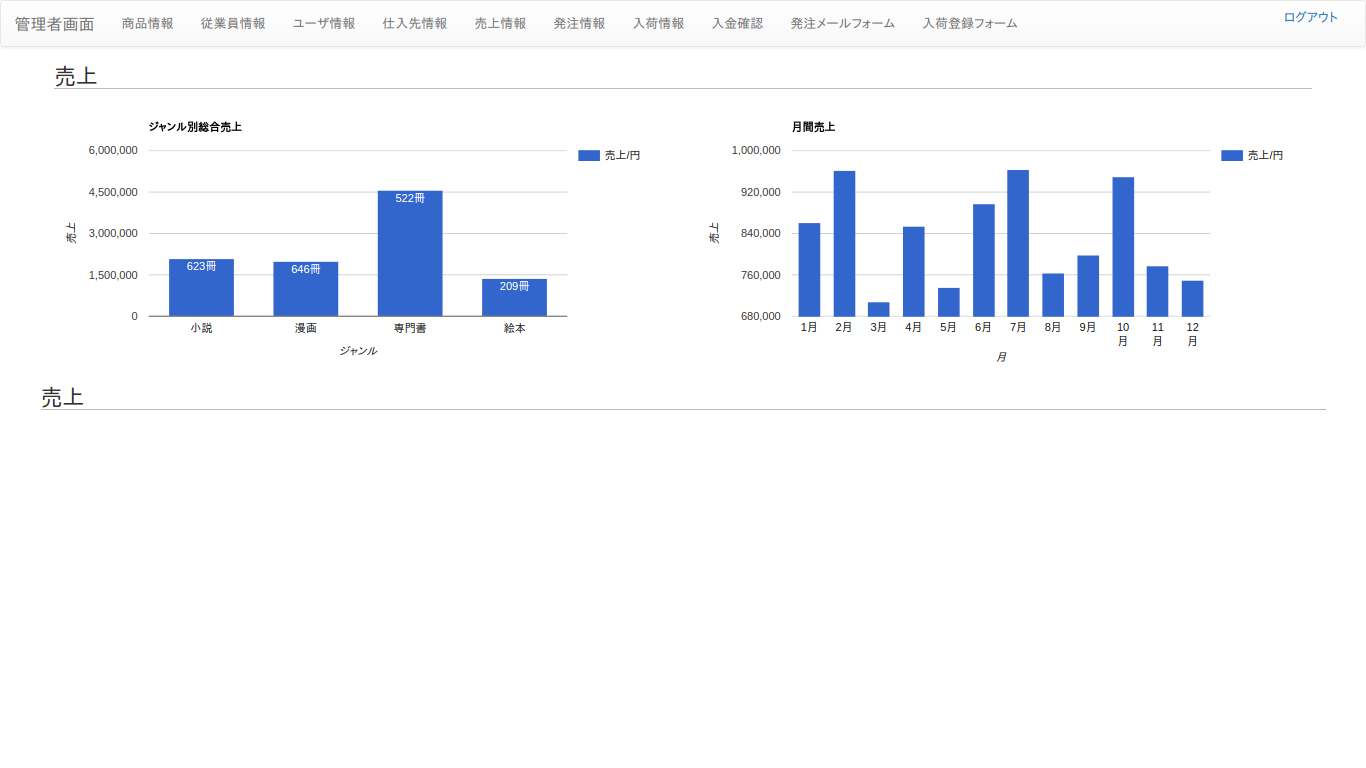 管理者画面 商品情報 従業員情報 ユーザ情報 仕入先情報 売上情報 発注情報 入荷情報 入金確認 発注メールフォーム 入荷登録フォーム ログアウト
売上
ジャンル別総合売上
6,000,000
4,500,000
3,000,000
1,500,000
0
売上
623冊 646冊 522冊 209冊
小説 漫画 専門書 絵本
ジャンル
売上/円
月間売上
1,000,000
920,000
840,000
760,000
680,000
売上
1月 2月 3月 4月 5月 6月 7月 8月 9月 10月 11月 12月
月
売上/円
売上